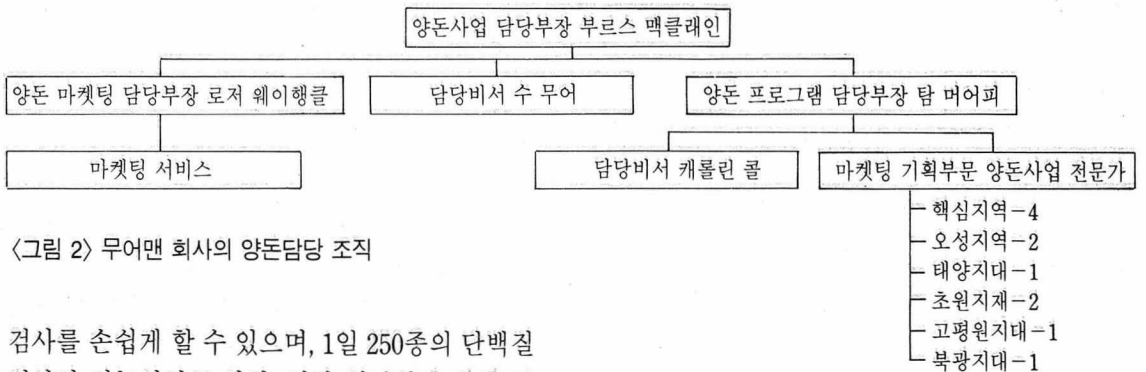 양돈사업 담당부장 부르스 맥클래인
양돈 마켓팅 담당부장 로저 웨이행클
담당비서 수 무어
양돈 프로그램 담당부장 탐 머어피
마켓팅 서비스
담당비서 캐롤린 콜
마켓팅 기획부문 양돈사업 전문가
핵심지역-4
오성지역-2
태양지대-1
초원지재-2
고평원지대-1
북광지대-1
〈그림 2〉 무어맨 회사의 양돈담당 조직
검사를 손쉽게 할 수 있으며, 1일 250종의 단백질